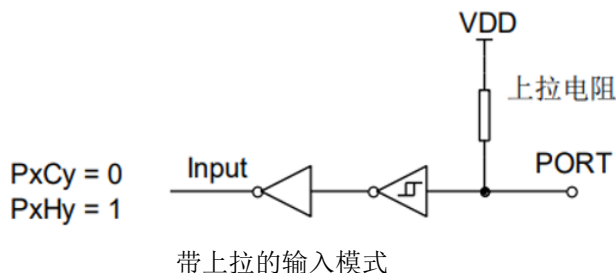 VDD
上拉电阻
PxCy = 0
PxHy = 1
Input
PORT
带上拉的输入模式